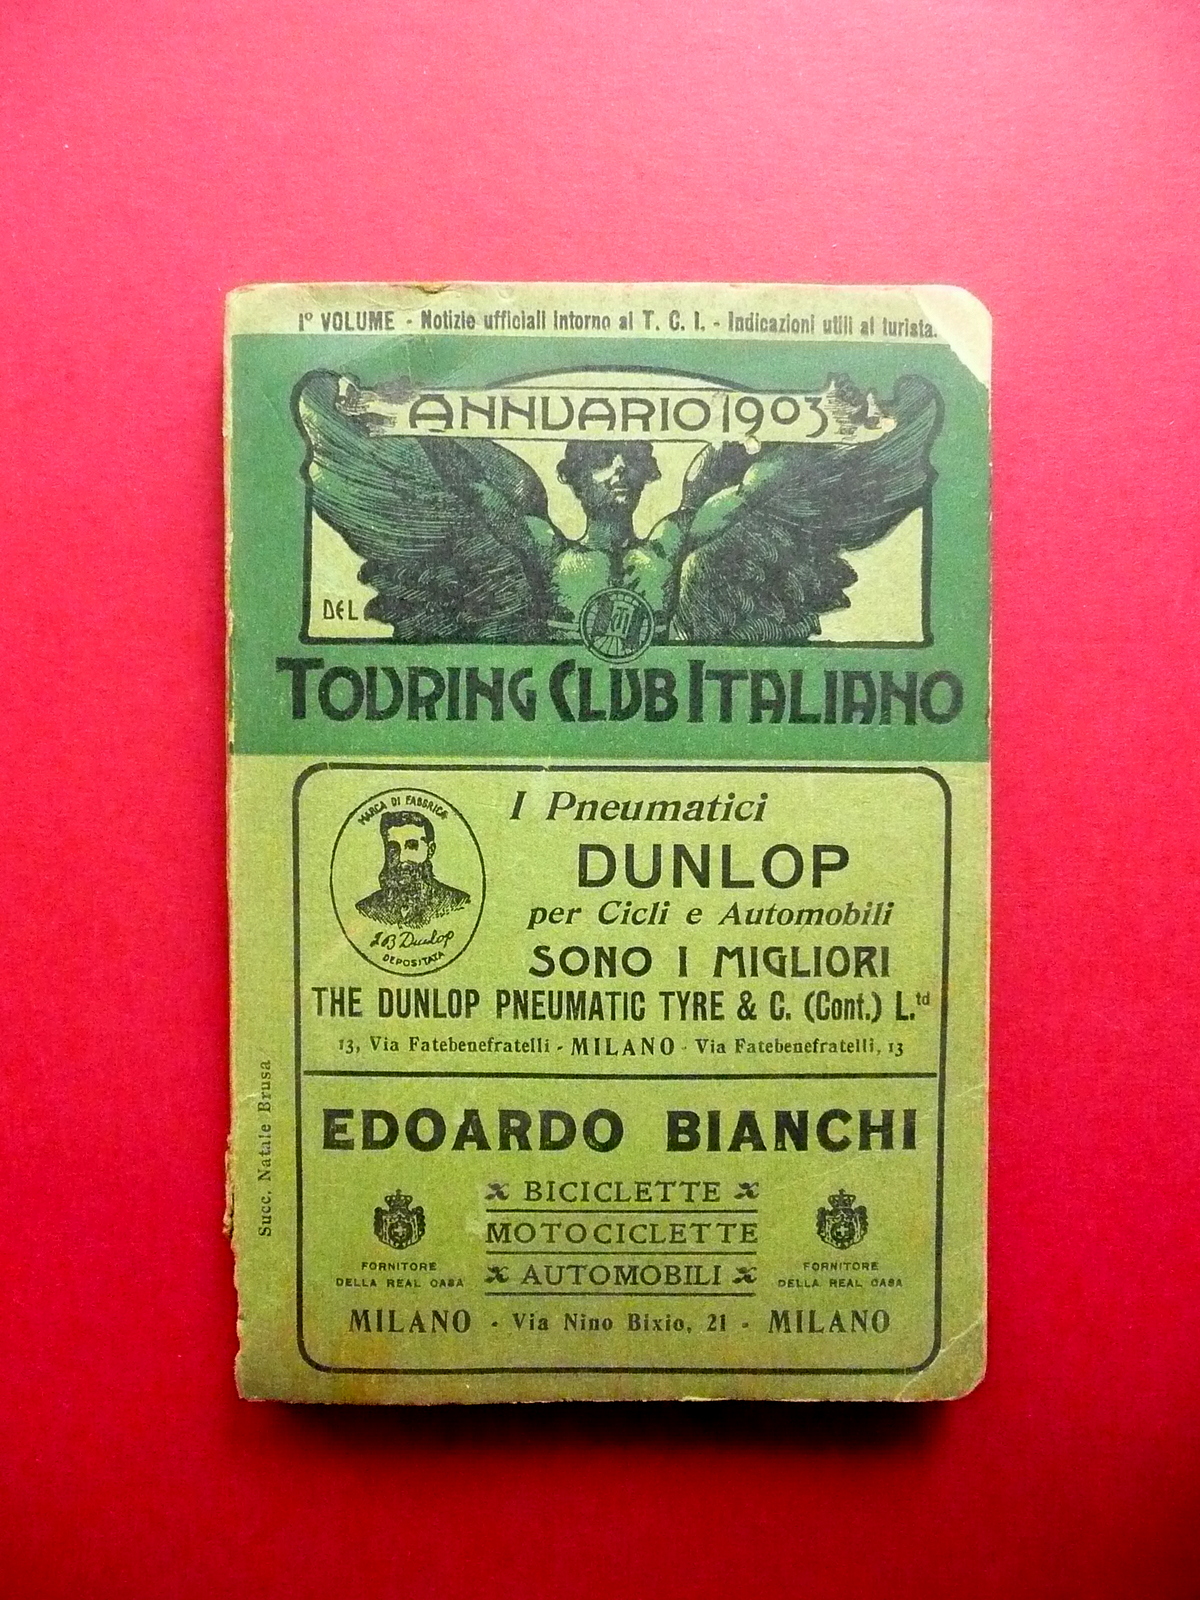 1º VOLUME - Notizie ufficiali intorno al T. C. I. - Indicazioni utili al turista.
ANNUARIO 1903
DEL
TOURING CLUB ITALIANO
MARCA DI FABBRICA
J B Dunlop
DEPOSITATA
I Pneumatici
DUNLOP
per Cicli e Automobili
SONO I MIGLIORI
THE DUNLOP PNEUMATIC TYRE & C. (Cont.) L.td
13, Via Fatebenefratelli - MILANO - Via Fatebenefratelli, 13
EDOARDO BIANCHI
BICICLETTE
MOTOCICLETTE
AUTOMOBILI
FORNITORE
DELLA REAL CASA
FORNITORE
DELLA REAL CASA
MILANO - Via Nino Bixio, 21 - MILANO
Succ. Natale Brusa